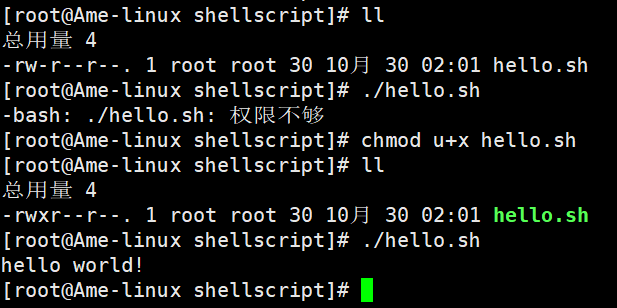 [root@Ame-linux shellscript]# ll
总用量 4
-rw-r--r--. 1 root root 30 10月 30 02:01 hello.sh
[root@Ame-linux shellscript]# ./hello.sh
-bash: ./hello.sh: 权限不够
[root@Ame-linux shellscript]# chmod u+x hello.sh
[root@Ame-linux shellscript]# ll
总用量 4
-rwxr--r--. 1 root root 30 10月 30 02:01 hello.sh
[root@Ame-linux shellscript]# ./hello.sh
hello world!
[root@Ame-linux shellscript]#